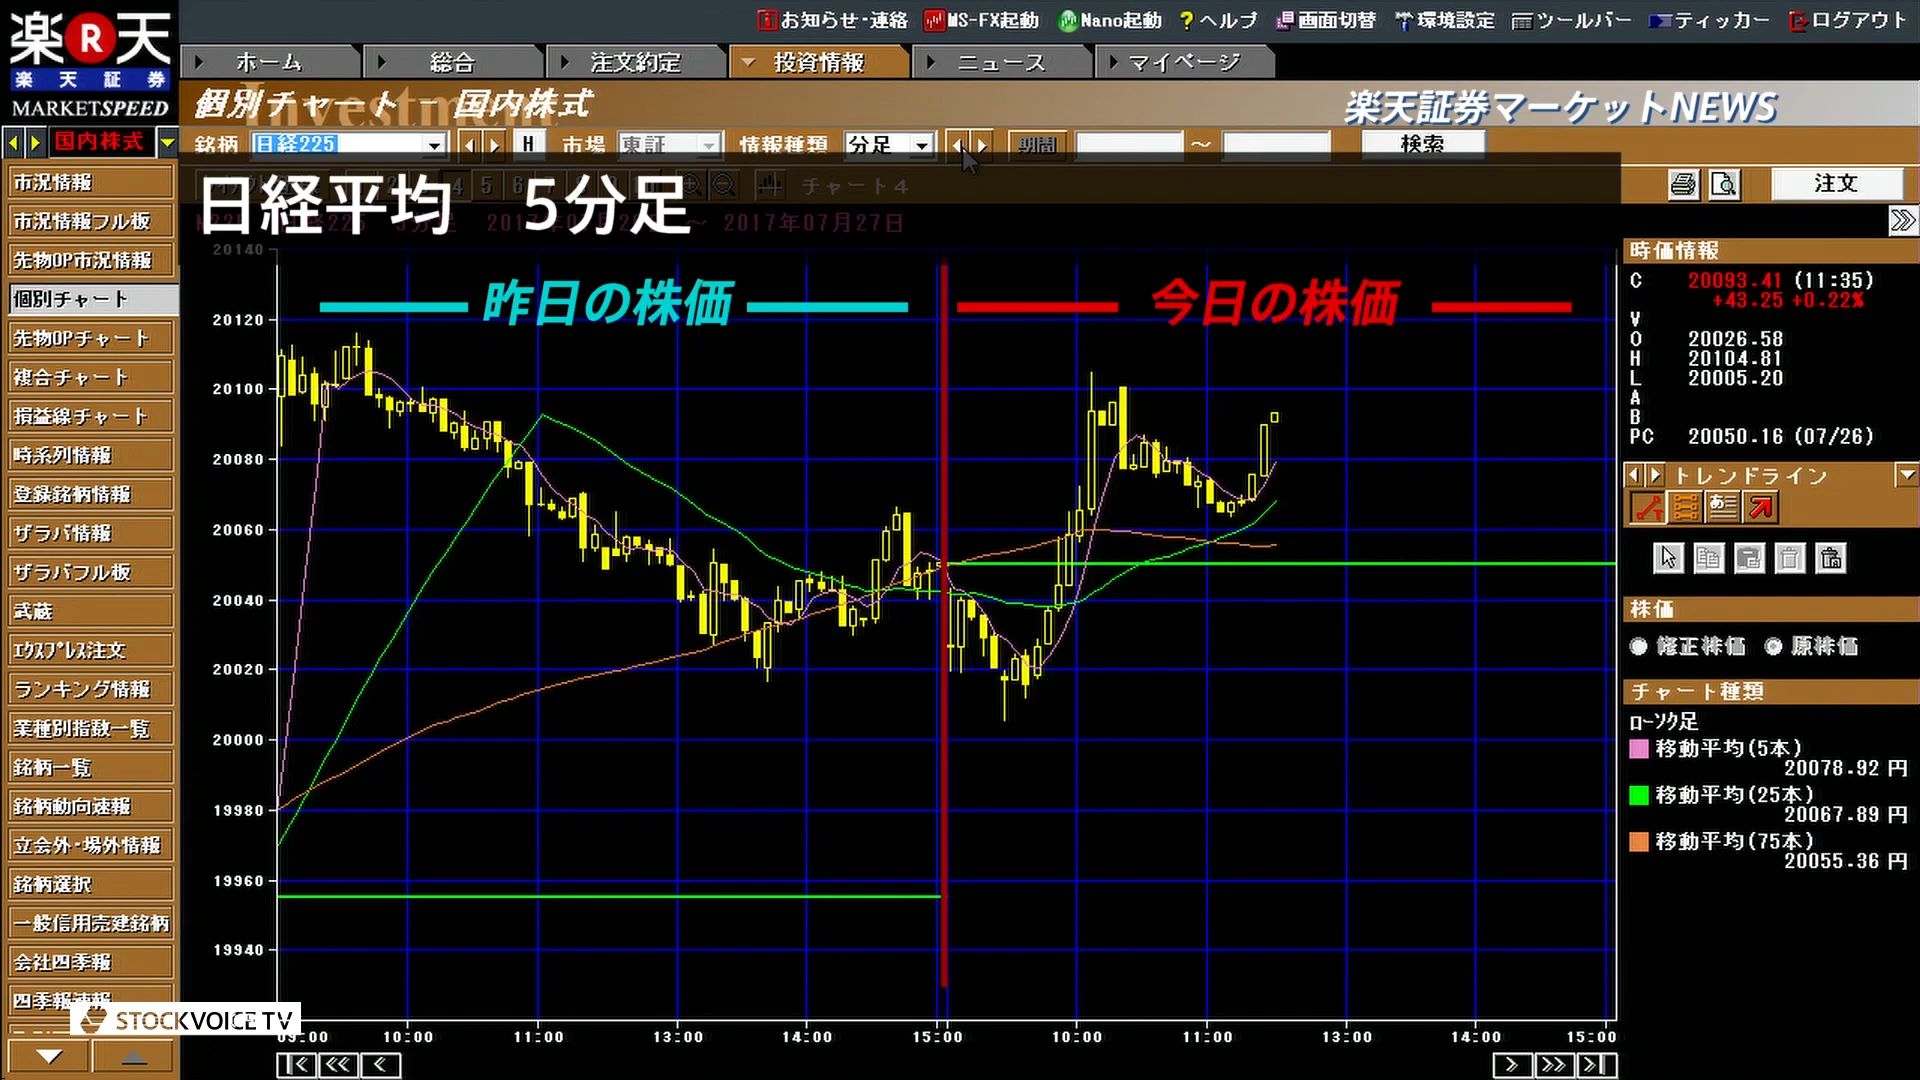 楽R天
楽天証券
MARKETSPEED
お知らせ・連絡 MS-FX起動 Nano起動 ヘルプ 画面切替 環境設定 ツールバー ティッカー ログアウト
ホーム 総合 注文約定 投資情報 ニュース マイページ
個別チャート － 国内株式
楽天証券マーケットNEWS
国内株式
銘柄 日経225 H 市場 東証 情報種類 分足 期間 ～ 検索
チャート4
注文
日経平均 5分足
～ 2017年07月27日
昨日の株価
今日の株価
市況情報
市況情報フル板
先物OP市況情報
個別チャート
先物OPチャート
複合チャート
損益線チャート
時系列情報
登録銘柄情報
ザラバ情報
ザラバフル板
武蔵
エクスプレス注文
ランキング情報
業種別指数一覧
銘柄一覧
銘柄動向速報
立会外・場外情報
銘柄選択
一般信用売建銘柄
会社四季報
四季報速報
20140
20120
20100
20080
20060
20040
20020
20000
19980
19960
19940
09:00 10:00 11:00 13:00 14:00 15:00 10:00 11:00 13:00 14:00 15:00
STOCKVOICE TV
時価情報
C 20093.41 (11:35)
+43.25 +0.22%
V
O 20026.58
H 20104.81
L 20005.20
A
B
PC 20050.16 (07/26)
トレンドライン
株価
修正株価 原株価
チャート種類
ローソク足
移動平均(5本)
20078.92 円
移動平均(25本)
20067.89 円
移動平均(75本)
20055.36 円